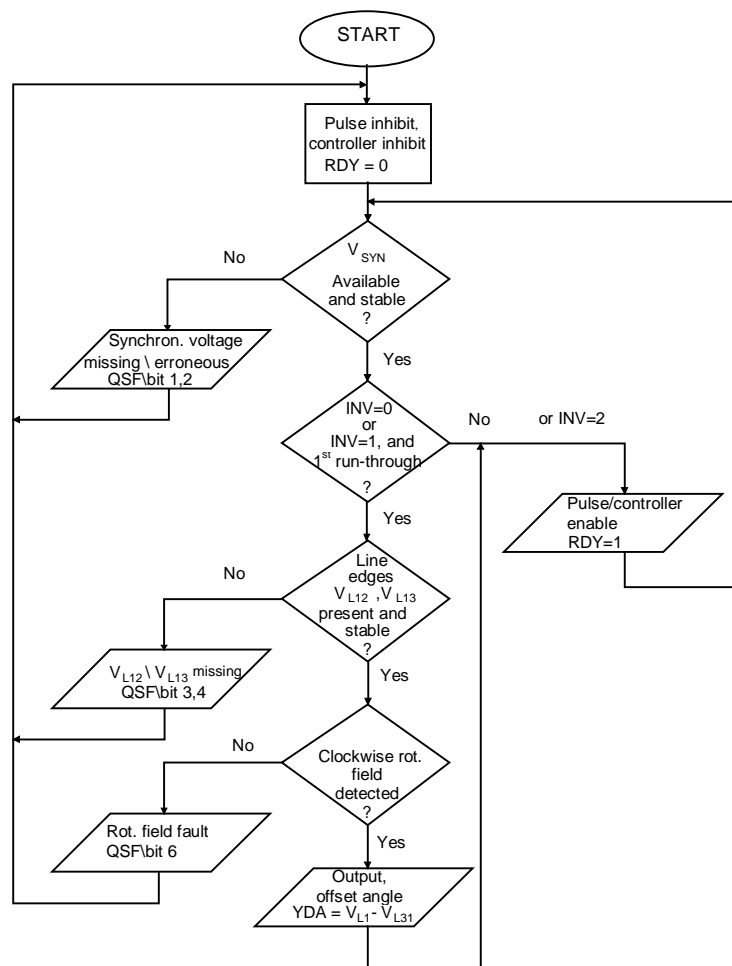 START
Pulse inhibit,
controller inhibit
RDY = 0
V SYN
Available
and stable
?
No
Yes
Synchron. voltage
missing \ erroneous
QSF\bit 1,2
INV=0
or
INV=1, and
1st run-through
?
No
or INV=2
Yes
Pulse/controller
enable
RDY=1
Line
edges
V L12 , V L13
present and
stable
?
No
Yes
V L12 \ V L13 missing
QSF\bit 3,4
Clockwise rot.
field
detected
?
No
Yes
Rot. field fault
QSF\bit 6
Output,
offset angle
YDA = V L1 - V L31